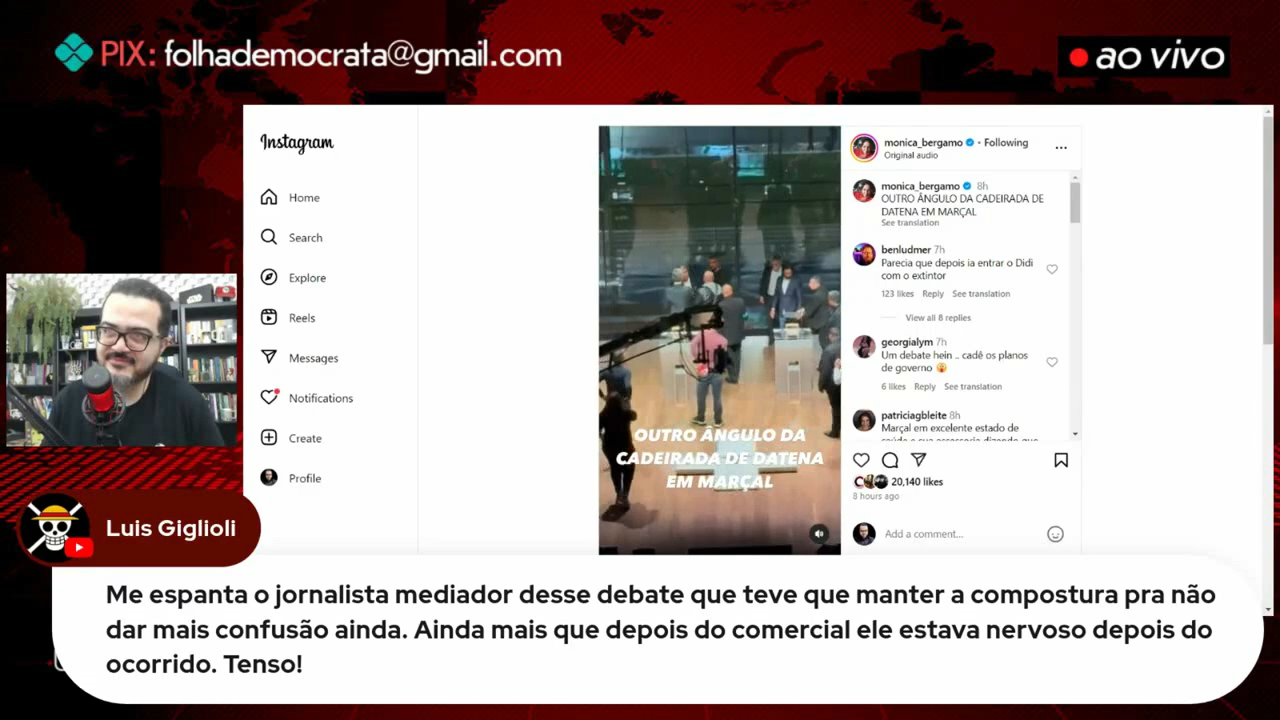 PIX: folhademocrata@gmail.com
ao vivo
Instagram
Home
Search
Explore
Reels
Messages
Notifications
Create
Profile
OUTRO ÂNGULO DA
CADEIRADA DE DATENA
EM MARÇAL
monica_bergamo • Following
Original audio
monica_bergamo 8h
OUTRO ÂNGULO DA CADEIRADA DE
DATENA EM MARÇAL
See translation
benludmer 7h
Parecia que depois ia entrar o Didi
com o extintor
123 likes Reply See translation
View all 8 replies
georgialym 7h
Um debate hein .. cadê os planos
de governo
6 likes Reply See translation
patriciagbleite 8h
Marçal em excelente estado de
saúde e sua assessoria dizendo que
20,140 likes
8 hours ago
Add a comment...
Luis Giglioli
Me espanta o jornalista mediador desse debate que teve que manter a compostura pra não
dar mais confusão ainda. Ainda mais que depois do comercial ele estava nervoso depois do
ocorrido. Tenso!